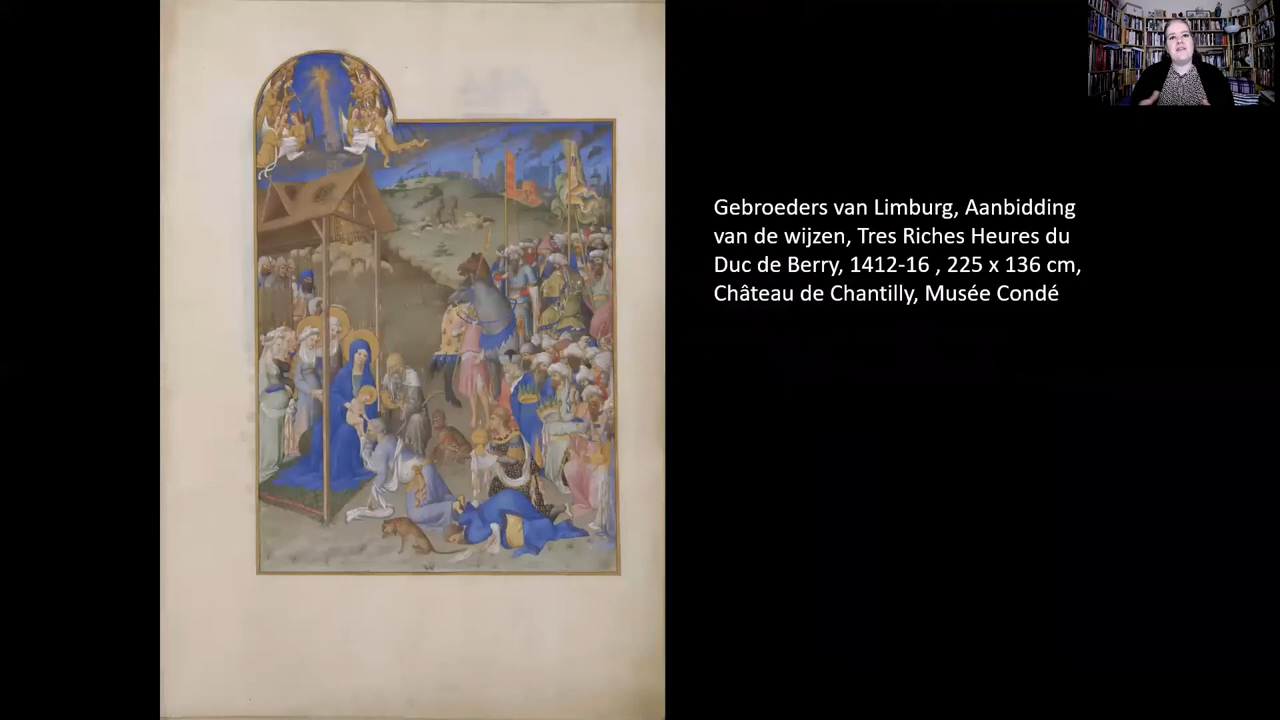 Gebroeders van Limburg, Aanbidding
van de wijzen, Tres Riches Heures du
Duc de Berry, 1412-16 , 225 x 136 cm,
Château de Chantilly, Musée Condé